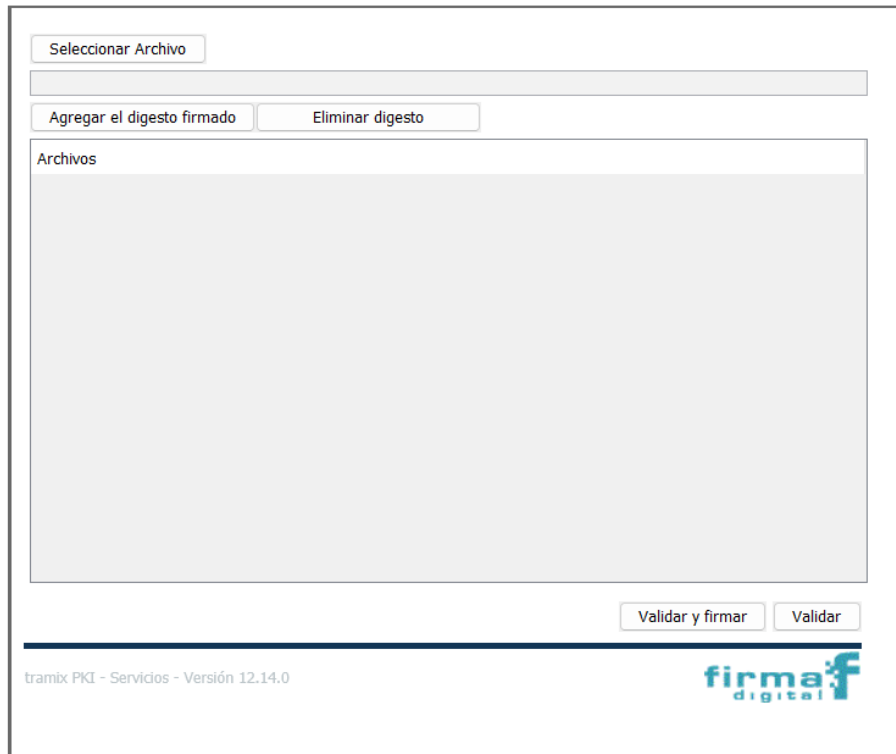 Seleccionar Archivo
Agregar el digesto firmado Eliminar digesto
Archivos
Validar y firmar Validar
tramix PKI - Servicios - Versión 12.14.0
firma
digital